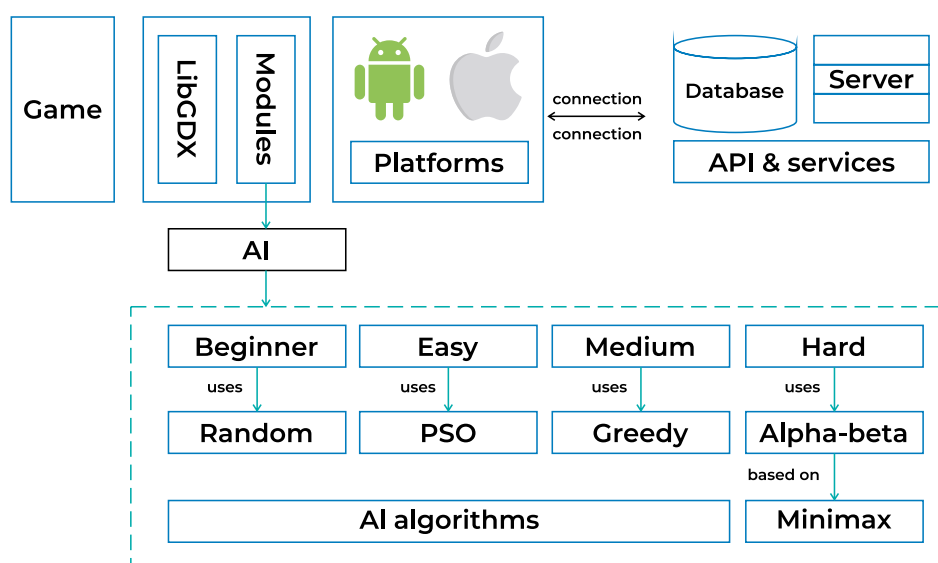 Game
LibGDX
Modules
Platforms
connection
connection
Database
Server
API & services
AI
Beginner
Easy
Medium
Hard
uses
uses
uses
uses
Random
PSO
Greedy
Alpha-beta
based on
AI algorithms
Minimax